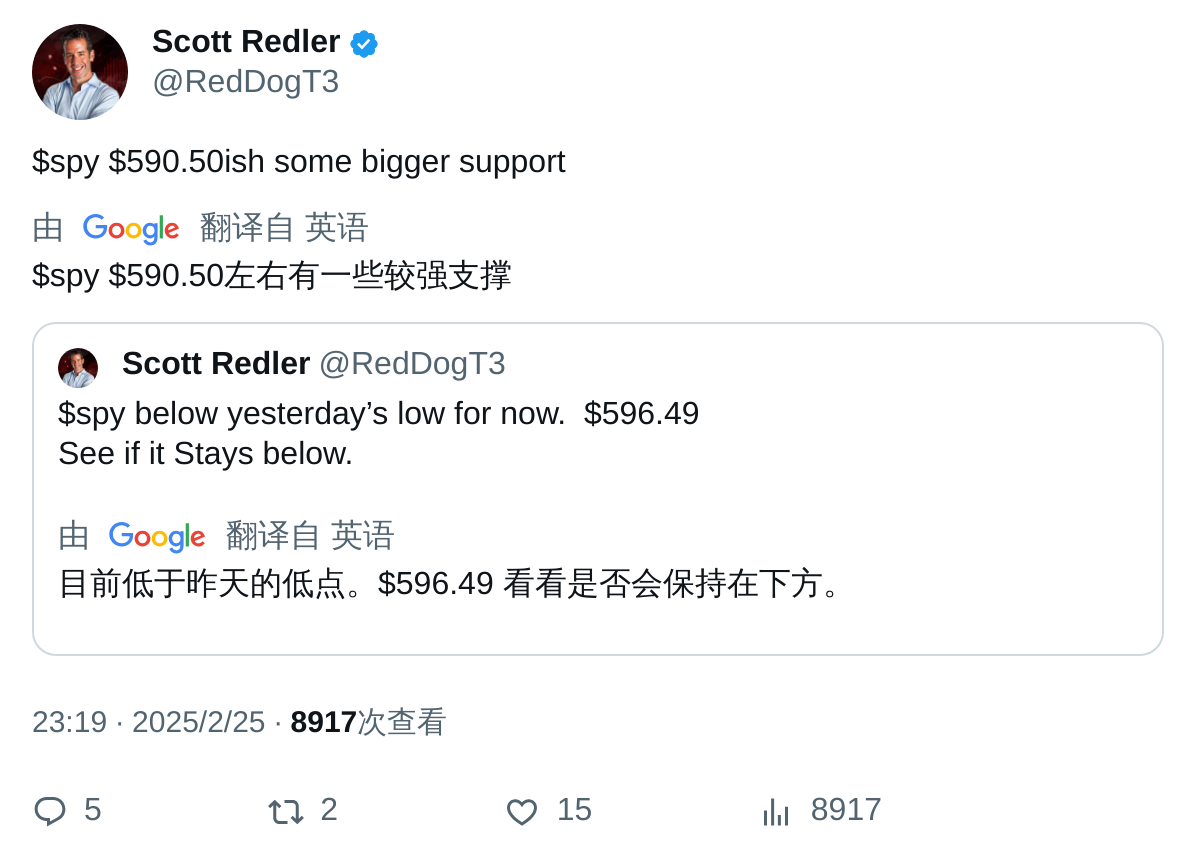 Scott Redler
@RedDogT3
$spy $590.50ish some bigger support
由 Google 翻译自 英语
$spy $590.50左右有一些较强支撑
Scott Redler @RedDogT3
$spy below yesterday’s low for now.  $596.49
See if it Stays below.
由 Google 翻译自 英语
目前低于昨天的低点。$596.49 看看是否会保持在下方。
23:19 · 2025/2/25 · 8917次查看
5 2 15 8917